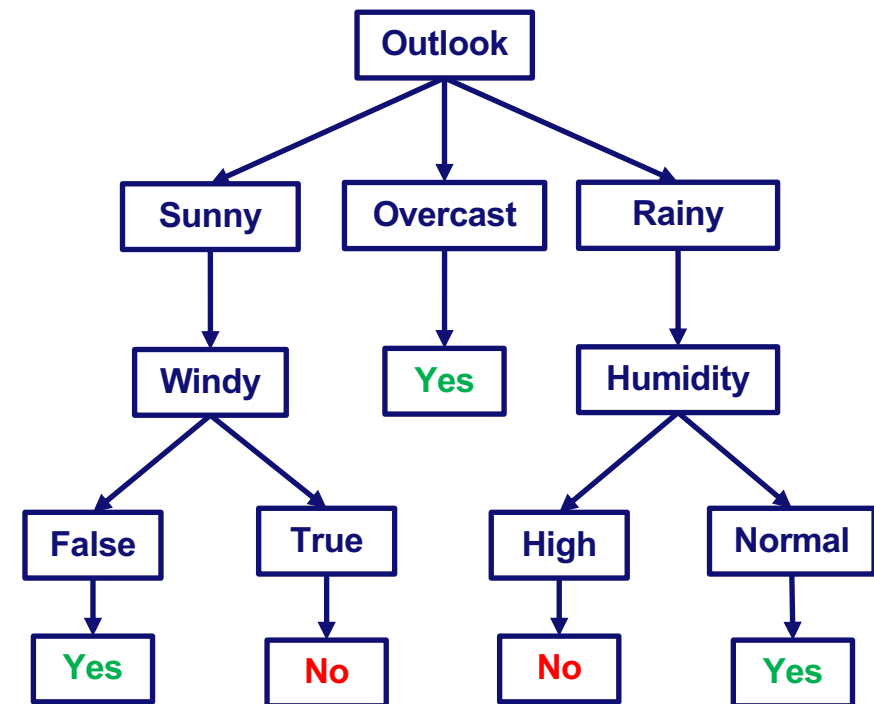 Outlook
Sunny
Overcast
Rainy
Windy
Yes
Humidity
False
True
High
Normal
Yes
No
No
Yes